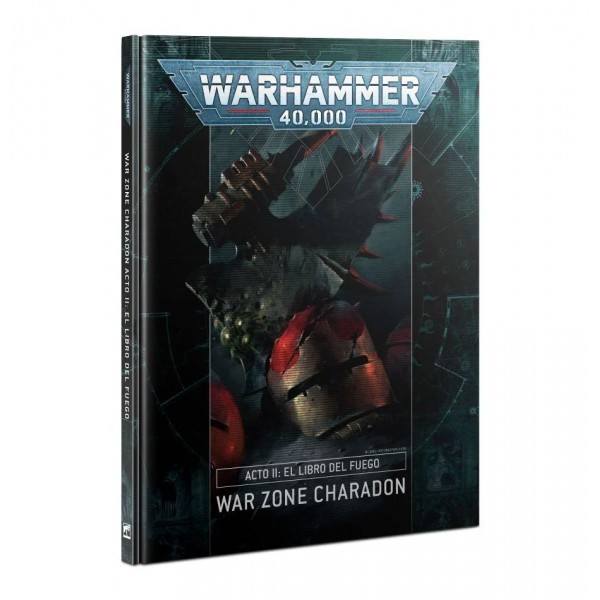 WARHAMMER
40,000
ACTO II: EL LIBRO DEL FUEGO
WAR ZONE CHARADON
WARHAMMER
WAR ZONE CHARADON ACTO II: EL LIBRO DEL FUEGO